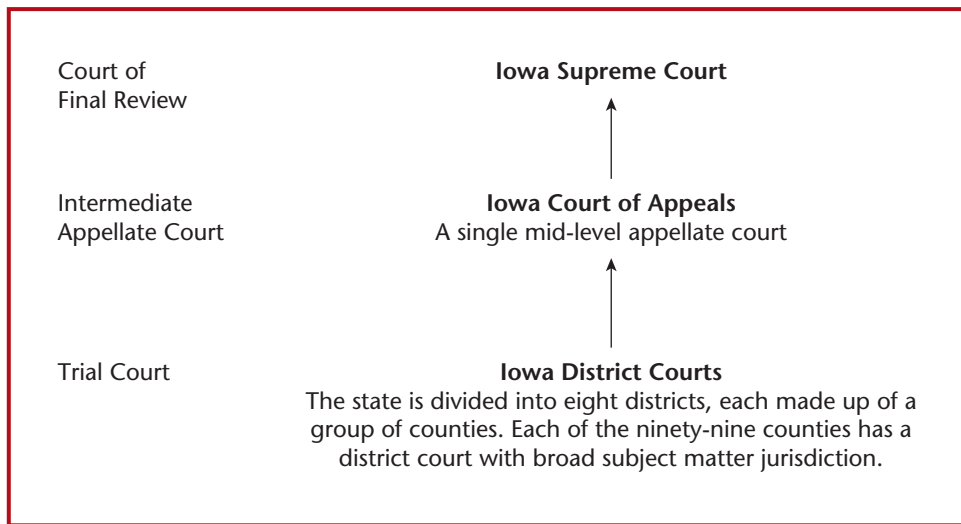 Court of
Final Review
Iowa Supreme Court
Intermediate
Appellate Court
Iowa Court of Appeals
A single mid-level appellate court
Trial Court
Iowa District Courts
The state is divided into eight districts, each made up of a
group of counties. Each of the ninety-nine counties has a
district court with broad subject matter jurisdiction.